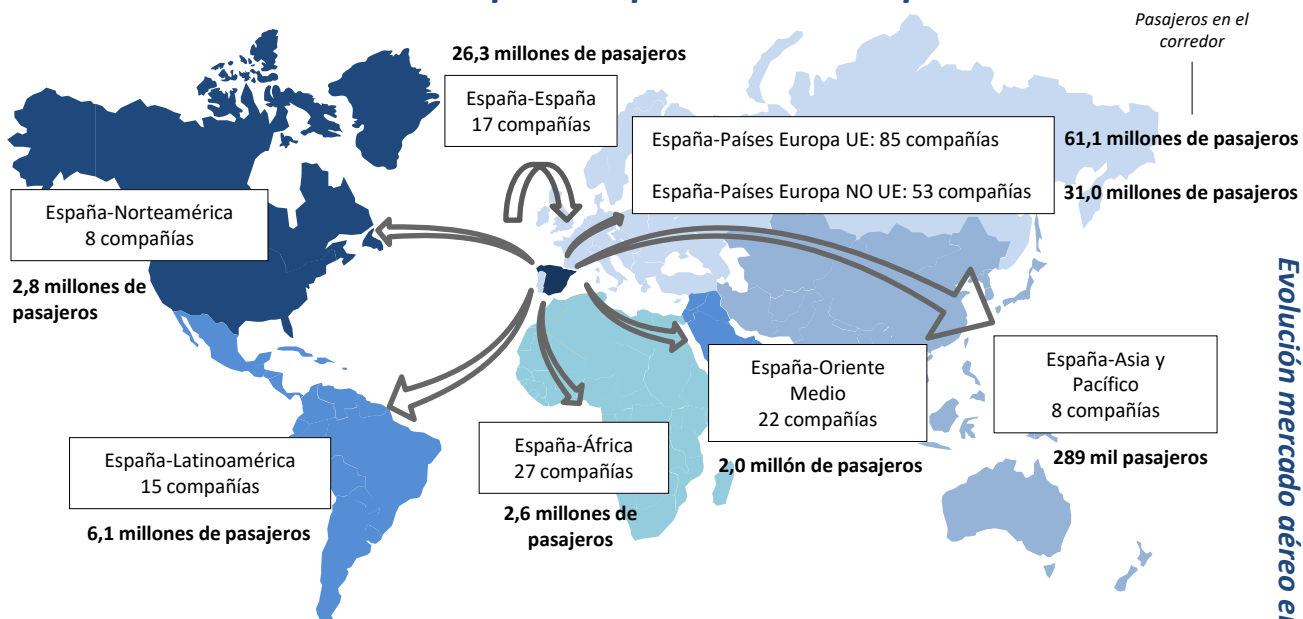 Pasajeros en el
corredor
26,3 millones de pasajeros
España-España
17 compañías
España-Países Europa UE: 85 compañías
61,1 millones de pasajeros
España-Países Europa NO UE: 53 compañías
31,0 millones de pasajeros
España-Norteamérica
8 compañías
2,8 millones de
pasajeros
España-Oriente
Medio
22 compañías
2,0 millón de pasajeros
España-Asia y
Pacífico
8 compañías
289 mil pasajeros
España-África
27 compañías
2,6 millones de
pasajeros
España-Latinoamérica
15 compañías
6,1 millones de pasajeros
Evolución mercado aéreo